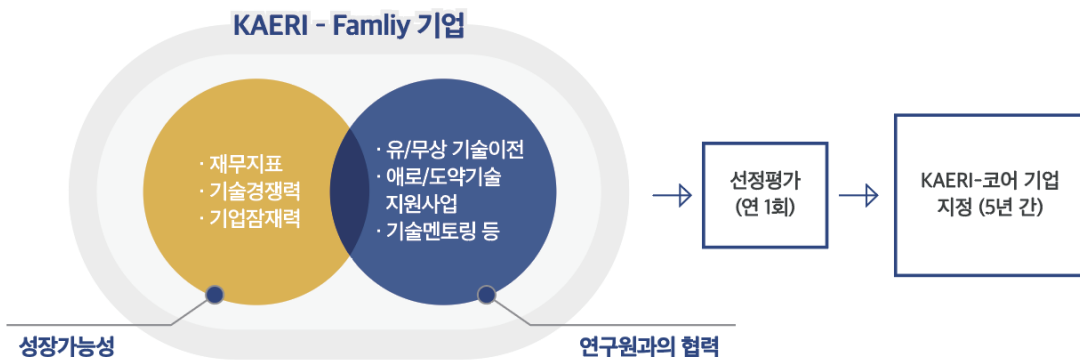 KAERI - Famliy 기업
· 재무지표
· 기술경쟁력
· 기업잠재력
· 유/무상 기술이전
· 애로/도약기술
지원사업
· 기술멘토링 등
선정평가
(연 1회)
KAERI-코어 기업
지정 (5년 간)
성장가능성
연구원과의 협력